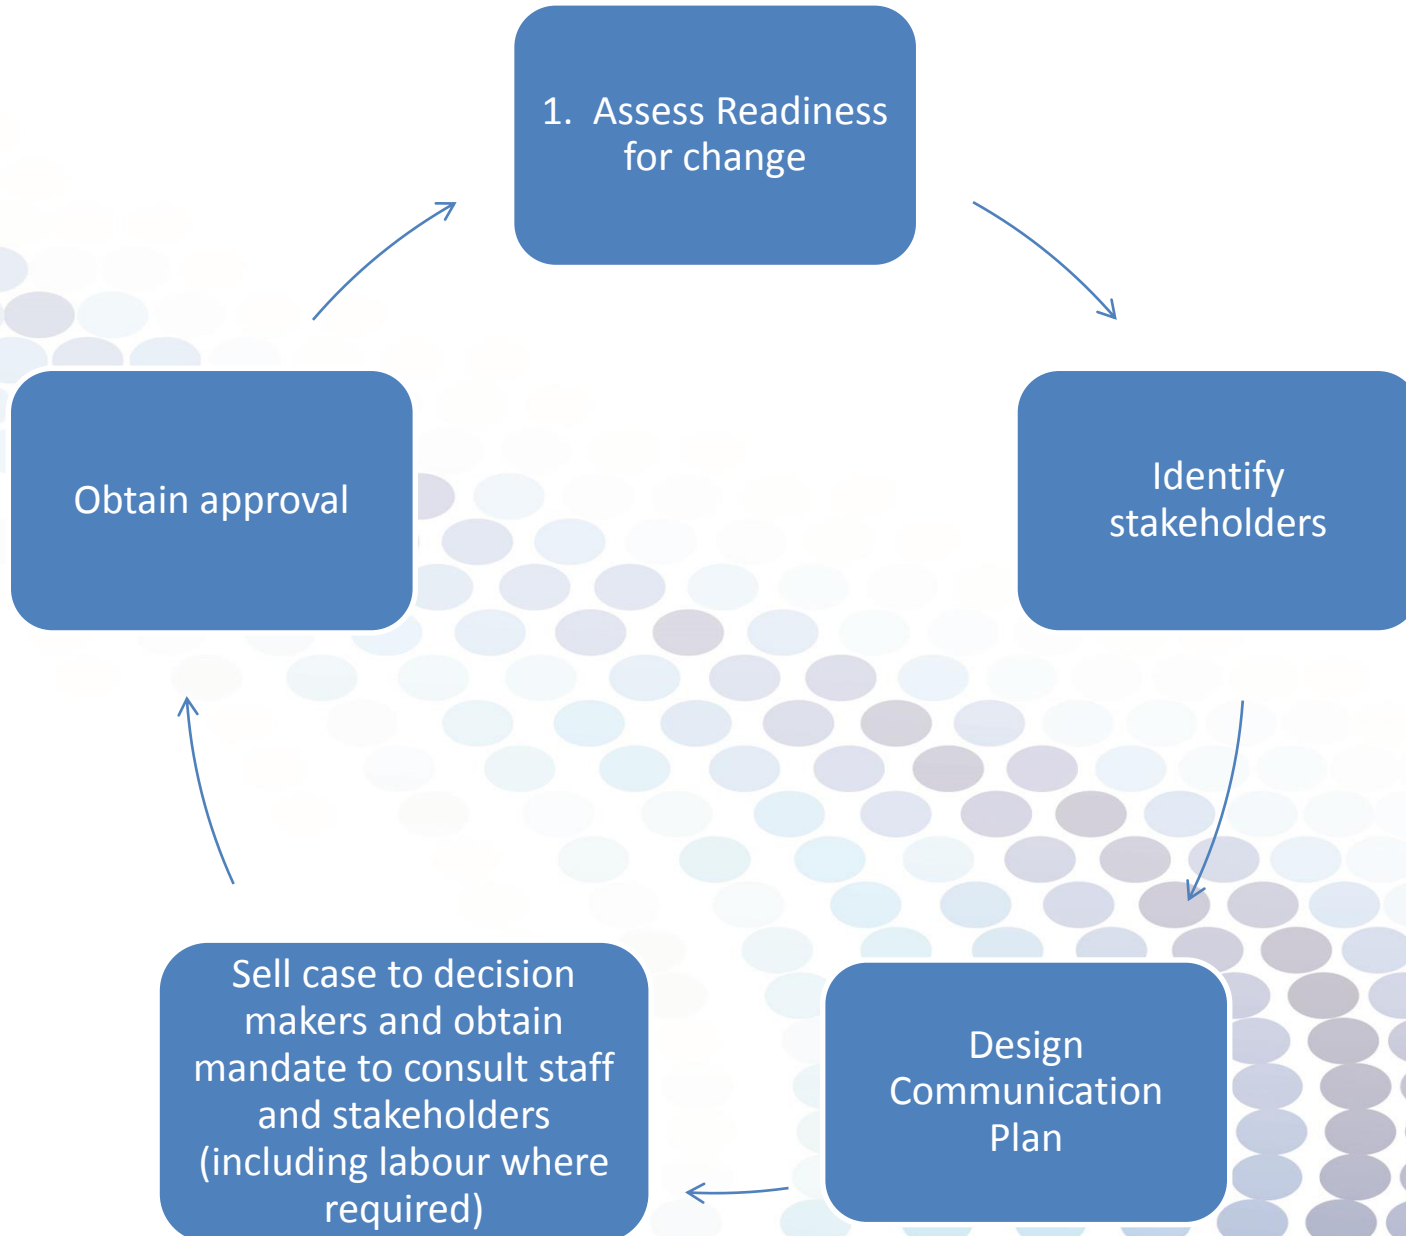 1. Assess Readiness
for change
Identify
stakeholders
Design
Communication
Plan
Sell case to decision
makers and obtain
mandate to consult staff
and stakeholders
(including labour where
required)
Obtain approval